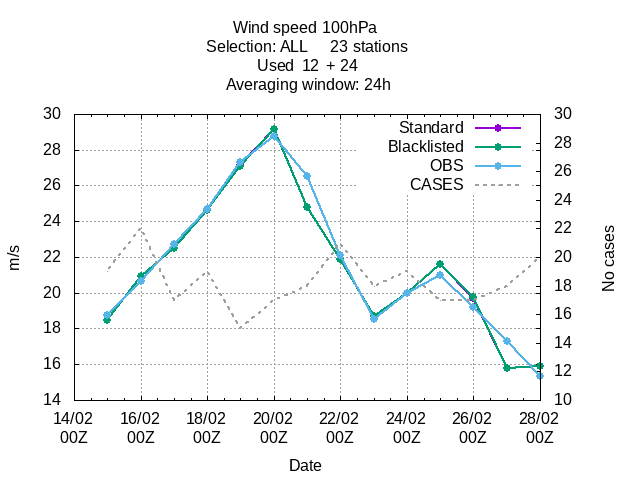 Wind speed 100hPa
Selection: ALL 23 stations
Used 12 + 24
Averaging window: 24h
30 30
Standard
28 28
Blacklisted
26 26
OBS
CASES
24 24
22 22
20 20
18 18
16 16
14 14
12
14 10
m/s
No cases
14/02 16/02 18/02 20/02 22/02 24/02 26/02 28/02
00Z 00Z 00Z 00Z 00Z 00Z 00Z 00Z
Date